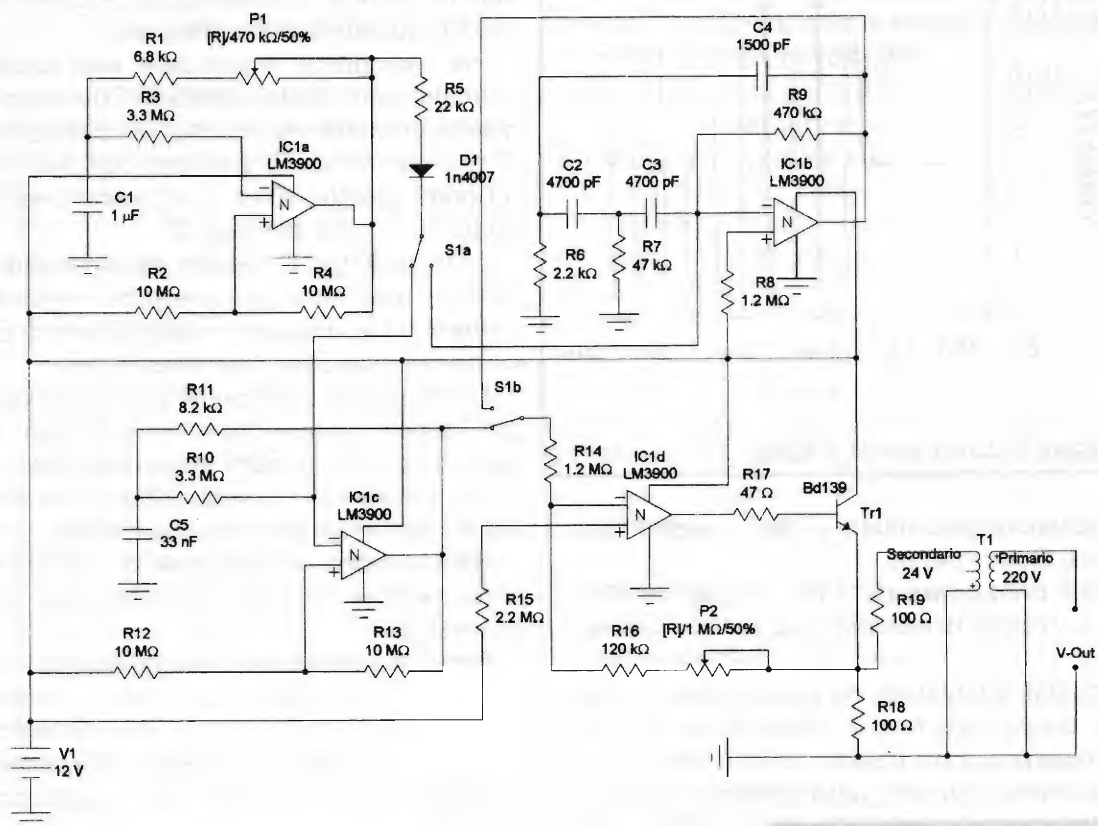 P1
[R]/470 kΩ/50%
R1
6.8 kΩ
R3
3.3 MΩ
R5
22 kΩ
C4
1500 pF
R9
470 kΩ
IC1a
LM3900
D1
1n4007
C2
4700 pF
C3
4700 pF
IC1b
LM3900
C1
1 µF
N
N
S1a
R6
2.2 kΩ
R7
47 kΩ
R8
1.2 MΩ
R2
10 MΩ
R4
10 MΩ
S1b
R11
8.2 kΩ
R10
3.3 MΩ
R14
1.2 MΩ
IC1d
LM3900
R17
47 Ω
Bd139
Tr1
C5
33 nF
IC1c
LM3900
N
N
T1
Secondario
24 V
Primario
220 V
R19
100 Ω
R15
2.2 MΩ
R12
10 MΩ
R13
10 MΩ
R16
120 kΩ
P2
[R]/1 MΩ/50%
V-Out
R18
100 Ω
V1
12 V